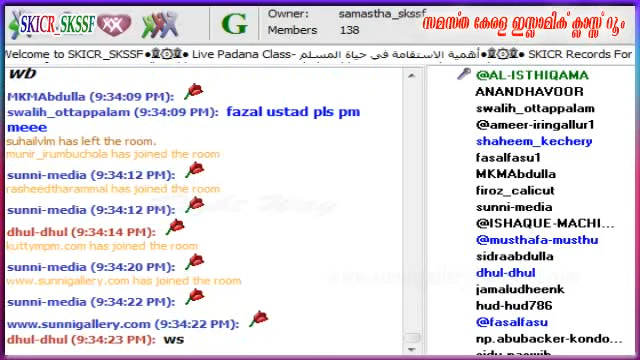 SKICR_SKSSF
G
Owner: samastha_skssf
Members 138
സമസ്ത കേരള ഇസ്ലാമിക് ക്ലാസ്സ് റൂം
Welcome to SKICR_SKSSF●۩۞۩● Live Padana Class- أهمية الاستقامة في حياة المسلم●۩۞۩● SKICR Records For
wb
MKMAbdulla (9:34:09 PM):
swalih_ottappalam (9:34:09 PM): fazal ustad pls pm
meee
suhailvlm has left the room.
munir_irumbuchola has joined the room
sunni-media (9:34:12 PM):
rasheedtharammal has joined the room
sunni-media (9:34:12 PM):
dhul-dhul (9:34:14 PM):
kuttympm.com has joined the room
sunni-media (9:34:20 PM):
www.sunnigallery.com has joined the room
sunni-media (9:34:22 PM):
www.sunnigallery.com (9:34:22 PM):
dhul-dhul (9:34:23 PM): ws
@AL-ISTHIQAMA
ANANDHAVOOR
swalih_ottappalam
@ameer-iringallur1
shaheem_kechery
fasalfasu1
MKMAbdulla
firoz_calicut
sunni-media
@ISHAQUE-MACHI...
@musthafa-musthu
sidraabdulla
dhul-dhul
jamaludheenk
hud-hud786
@fasalfasu
np.abubacker-kondo...